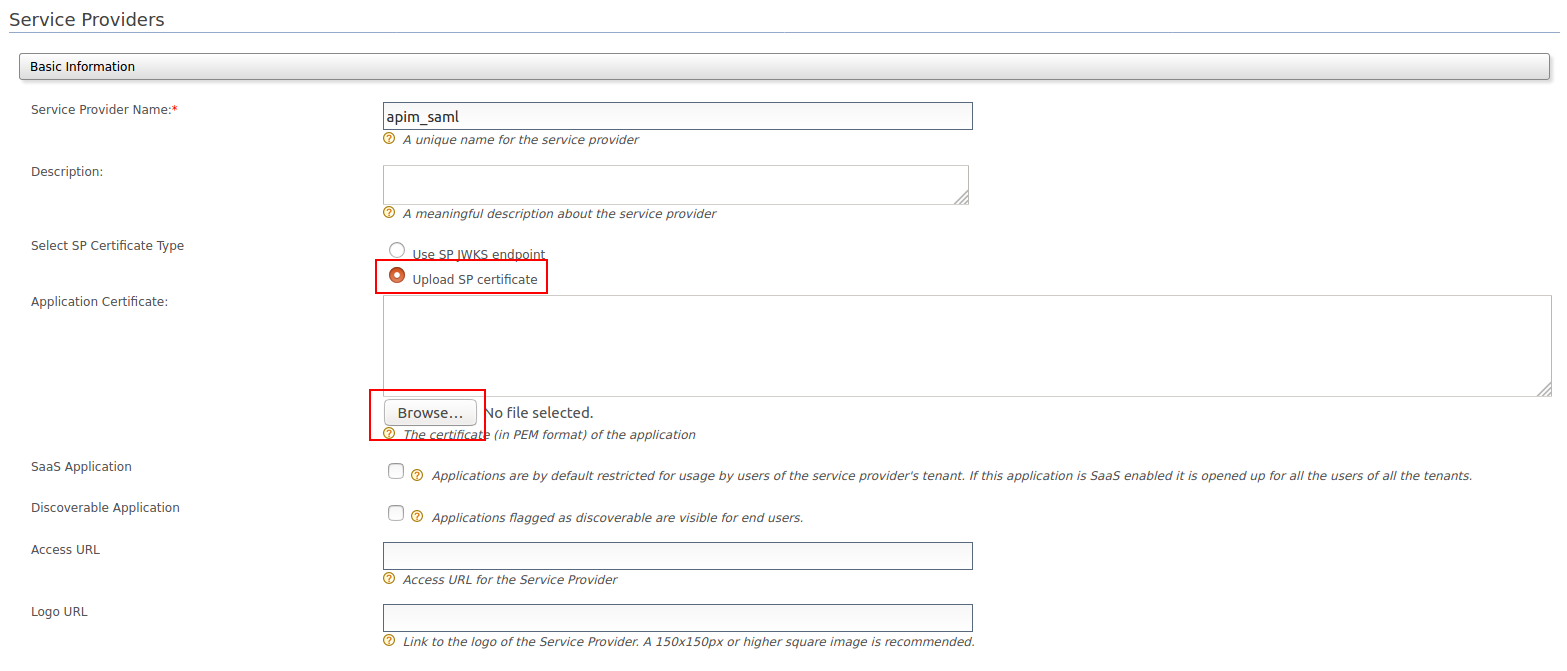 Service Providers
Basic Information
Service Provider Name:*
apim_saml
? A unique name for the service provider
Description:
? A meaningful description about the service provider
Select SP Certificate Type
Use SP JWKS endpoint
Upload SP certificate
Application Certificate:
Browse... No file selected.
? The certificate (in PEM format) of the application
SaaS Application
? Applications are by default restricted for usage by users of the service provider's tenant. If this application is SaaS enabled it is opened up for all the users of all the tenants.
Discoverable Application
? Applications flagged as discoverable are visible for end users.
Access URL
? Access URL for the Service Provider
Logo URL
? Link to the logo of the Service Provider. A 150x150px or higher square image is recommended.